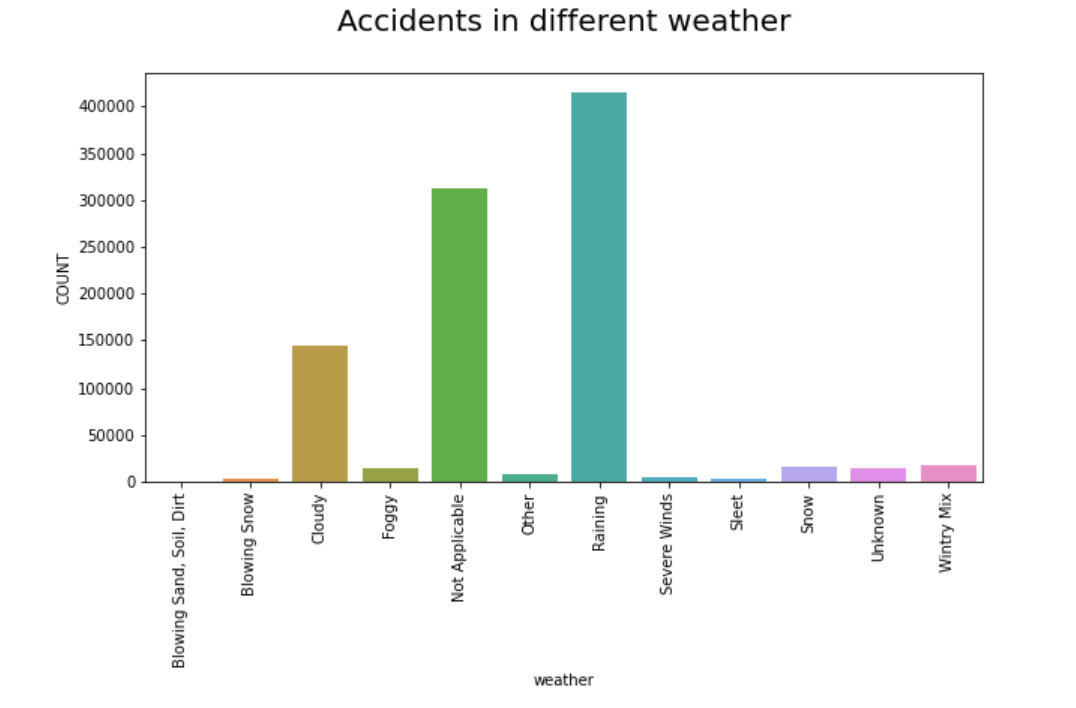 Accidents in different weather
COUNT
400000
350000
300000
250000
200000
150000
100000
50000
0
Blowing Sand, Soil, Dirt
Blowing Snow
Cloudy
Foggy
Not Applicable
Other
Raining
Severe Winds
Sleet
Snow
Unknown
Wintry Mix
weather